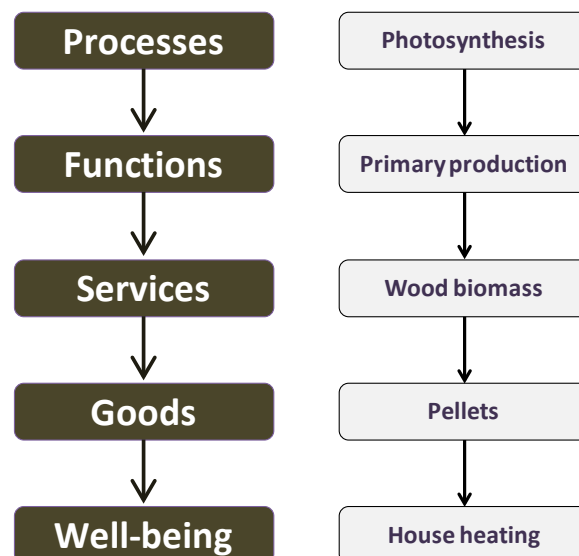 Processes
Photosynthesis
Functions
Primary production
Services
Wood biomass
Goods
Pellets
Well-being
House heating